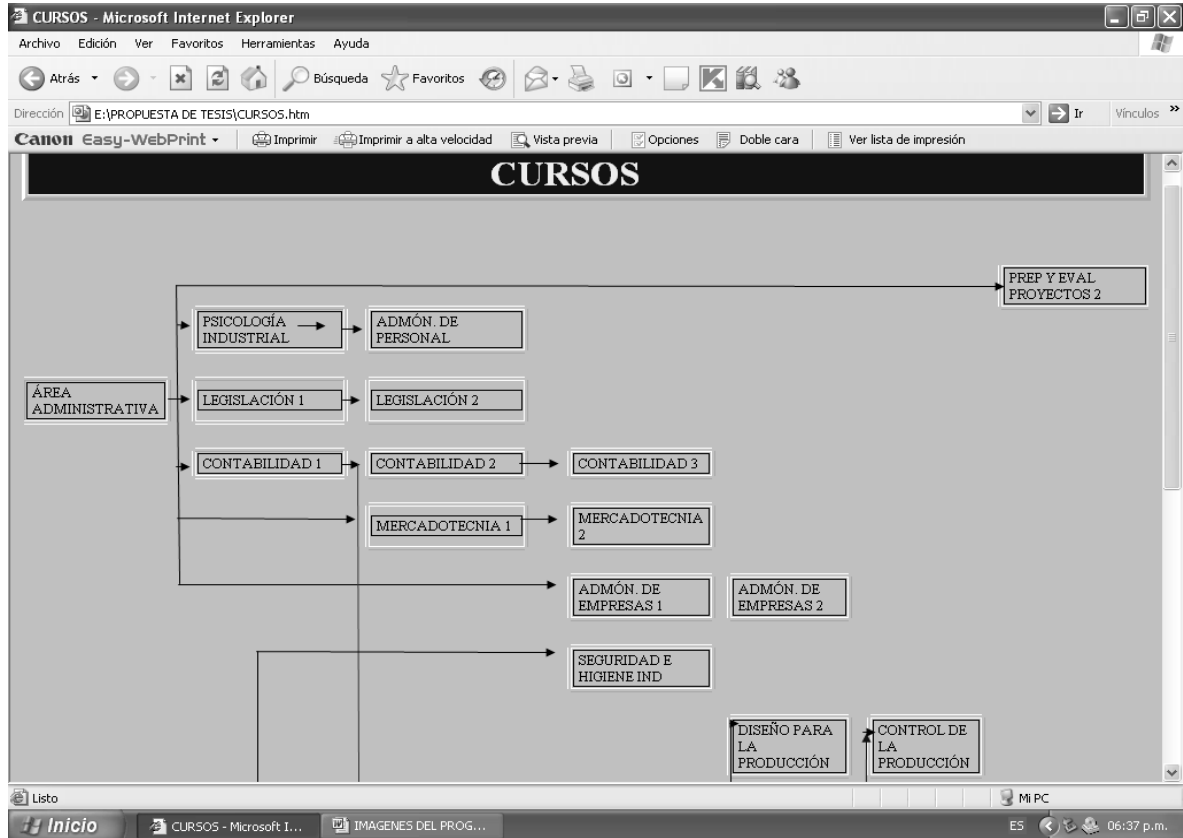 CURSOS - Microsoft Internet Explorer
Archivo Edición Ver Favoritos Herramientas Ayuda
Atrás Búsqueda Favoritos
Dirección E:\PROPUESTA DE TESIS\CURSOS.htm Ir Vínculos »
Canon Easy-WebPrint Imprimir Imprimir a alta velocidad Vista previa Opciones Doble cara Ver lista de impresión
CURSOS
PREP Y EVAL
PROYECTOS 2
PSICOLOGÍA
INDUSTRIAL
ADMÓN. DE
PERSONAL
ÁREA
ADMINISTRATIVA
LEGISLACIÓN 1
LEGISLACIÓN 2
CONTABILIDAD 1
CONTABILIDAD 2
CONTABILIDAD 3
MERCADOTECNIA 1
MERCADOTECNIA
2
ADMÓN. DE
EMPRESAS 1
ADMÓN. DE
EMPRESAS 2
SEGURIDAD E
HIGIENE IND
DISEÑO PARA
LA
PRODUCCIÓN
CONTROL DE
LA
PRODUCCIÓN
Listo Mi PC
Inicio CURSOS - Microsoft I... IMAGENES DEL PROG... ES 06:37 p.m.